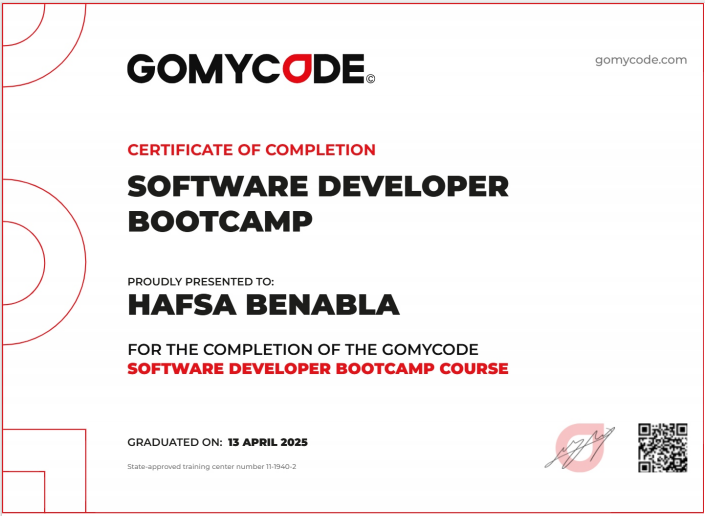 GOMYCODE©
gomycode.com
CERTIFICATE OF COMPLETION
SOFTWARE DEVELOPER
BOOTCAMP
PROUDLY PRESENTED TO:
HAFSA BENABLA
FOR THE COMPLETION OF THE GOMYCODE
SOFTWARE DEVELOPER BOOTCAMP COURSE
GRADUATED ON: 13 APRIL 2025
State-approved training center number 11-1940-2